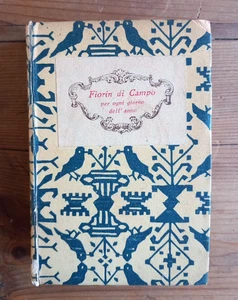 Fiorin di Campo
per ogni giorno
dell' anno